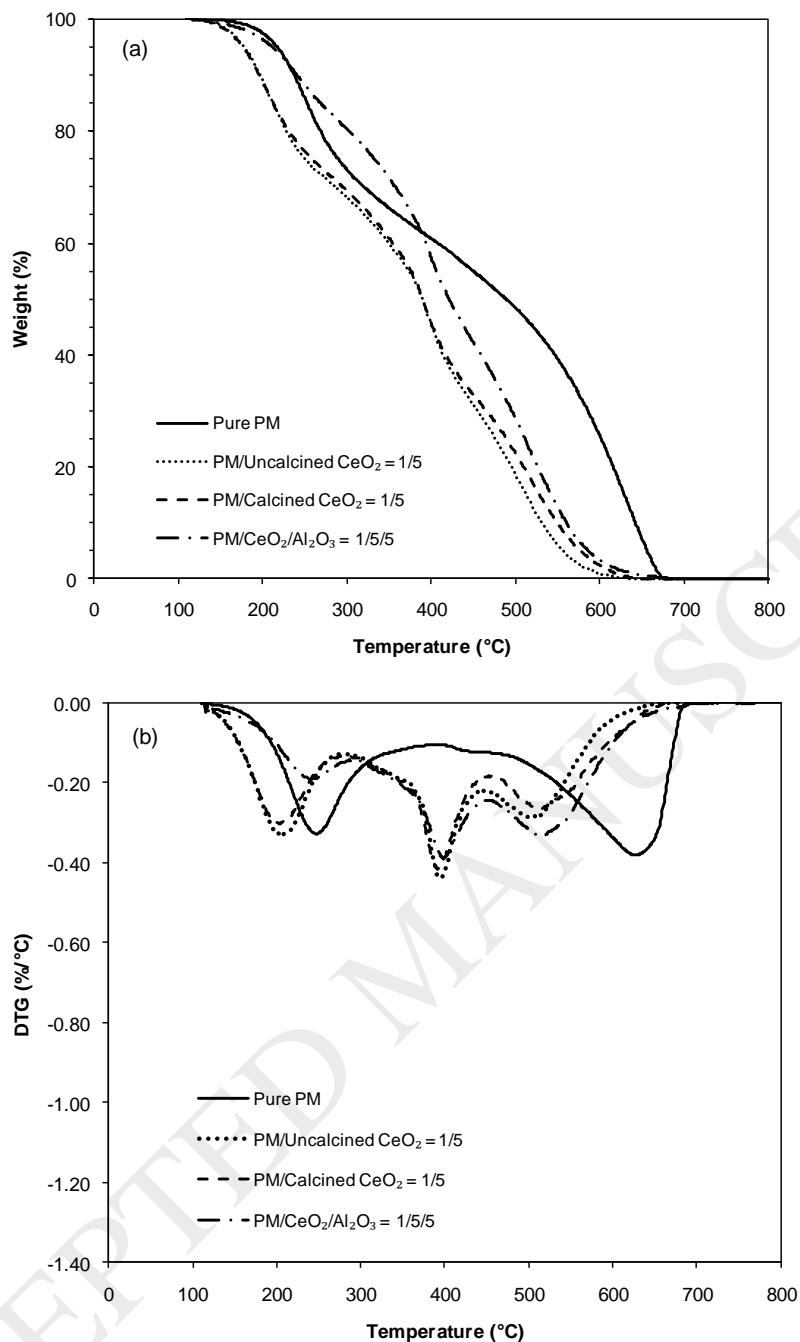 100
(a)
80
60
Weight (%)
40
Pure PM
PM/Uncalcined CeO₂ = 1/5
20
PM/Calcined CeO₂ = 1/5
PM/CeO₂/Al₂O₃ = 1/5/5
0
0 100 200 300 400 500 600 700 800
Temperature (°C)
0.00
(b)
-0.20
-0.40
-0.60
DTG (%/°C)
-0.80
-1.00
Pure PM
PM/Uncalcined CeO₂ = 1/5
-1.20
PM/Calcined CeO₂ = 1/5
PM/CeO₂/Al₂O₃ = 1/5/5
-1.40
0 100 200 300 400 500 600 700 800
Temperature (°C)
EPTED MANUSC